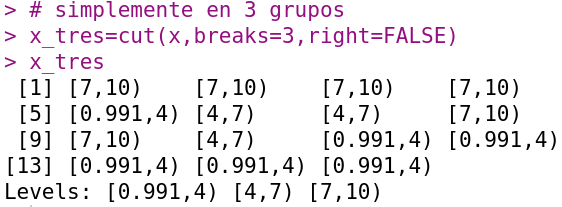 > # simplemente en 3 grupos
> x_tres=cut(x,breaks=3,right=FALSE)
> x_tres
 [1] [7,10)    [7,10)    [7,10)    [7,10)
 [5] [0.991,4) [4,7)     [4,7)     [7,10)
 [9] [7,10)    [4,7)     [0.991,4) [0.991,4)
[13] [0.991,4) [0.991,4) [0.991,4)
Levels: [0.991,4) [4,7) [7,10)